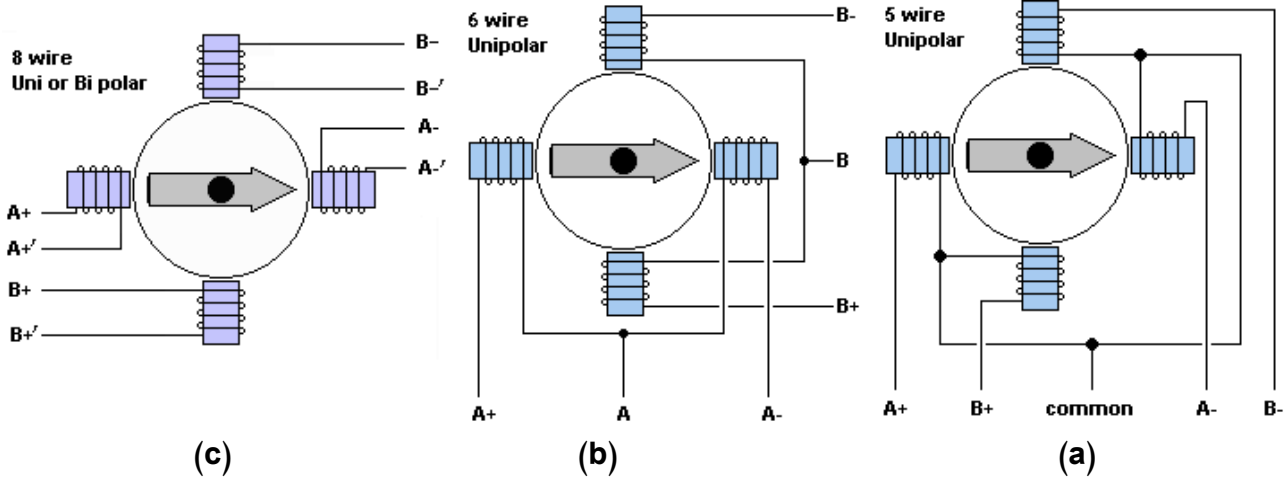 8 wire
Uni or Bi polar
B-
B-'
A-
A-'
A+
A+'
B+
B+'
(c)
6 wire
Unipolar
B-
B
B+
A+
A
A-
(b)
5 wire
Unipolar
A+
B+
common
A-
B-
(a)